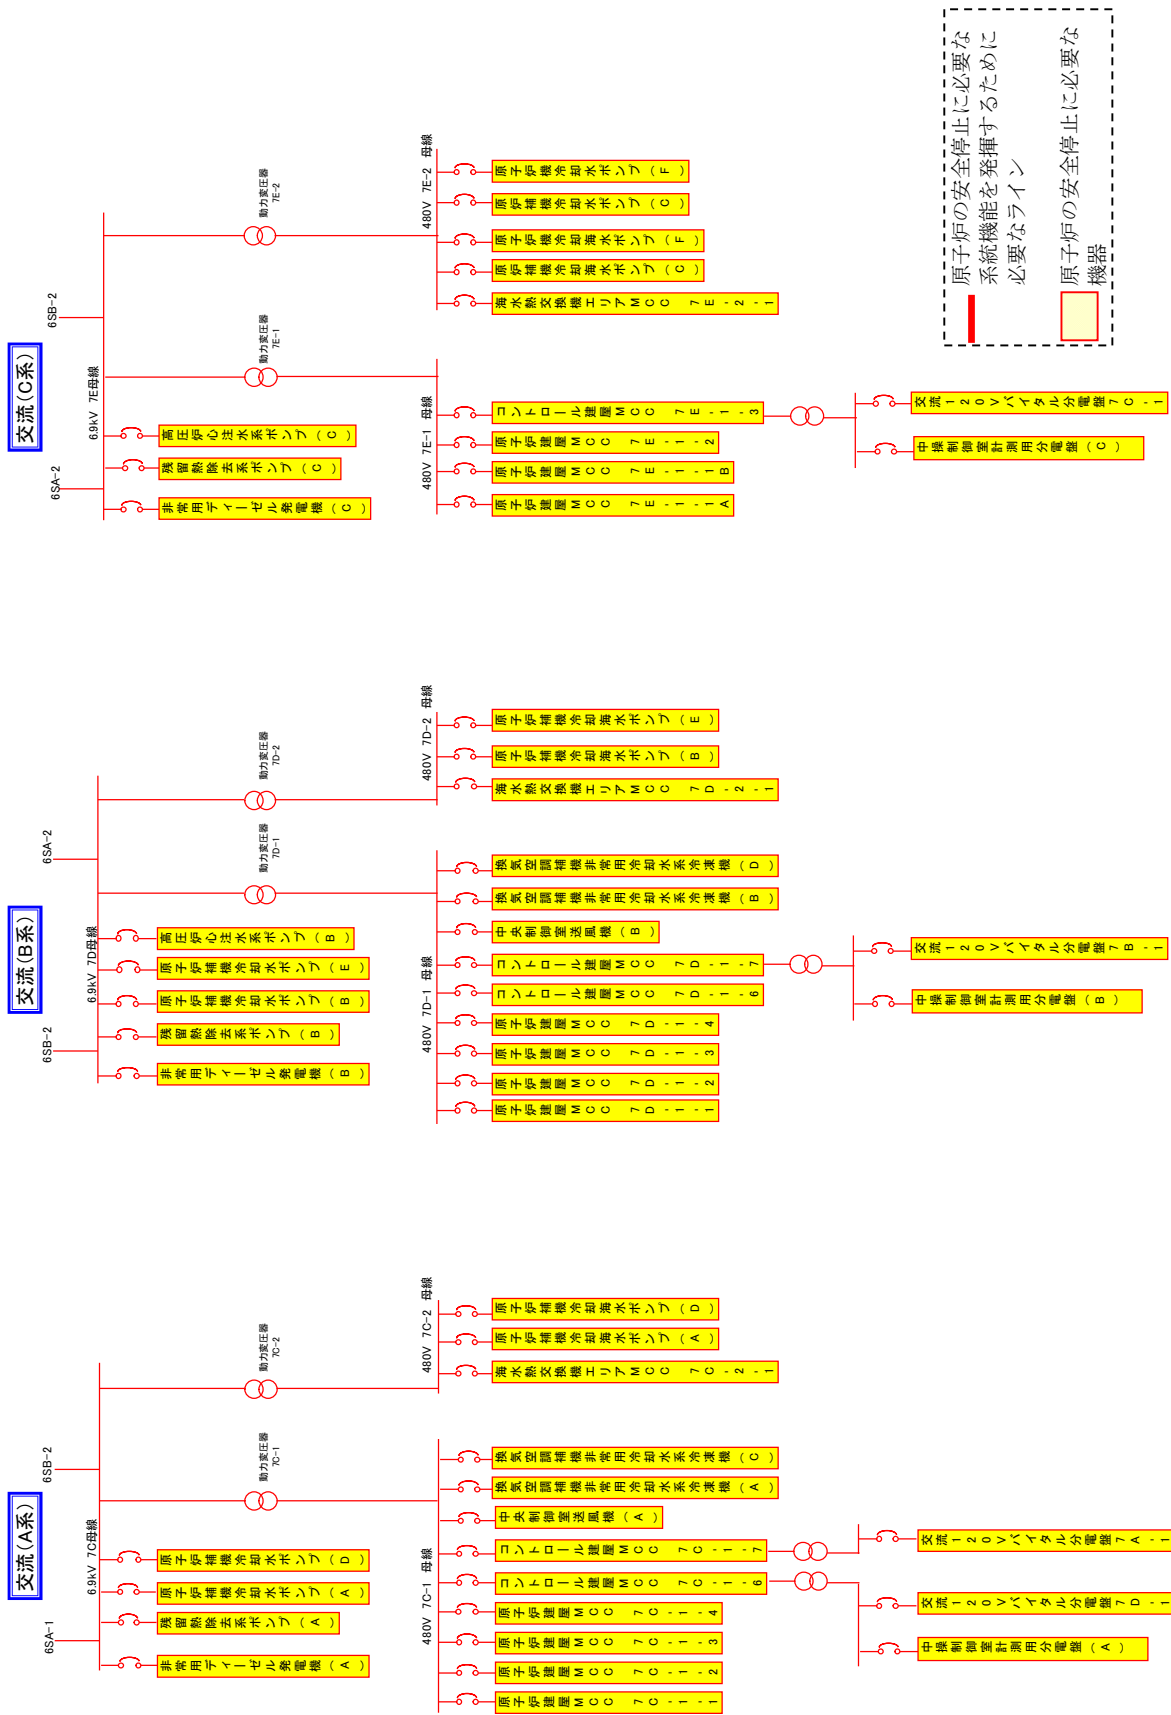 交流(A系)
6SA-1
6SB-2
6.9kV 7C母線
非常用ディーゼル発電機（A）
残留熱除去系ポンプ（A）
原子炉補機冷却水ポンプ（A）
原子炉補機冷却水ポンプ（D）
動力変圧器
7C-1
動力変圧器
7C-2
480V 7C-1 母線
480V 7C-2 母線
原子炉建屋MCC 7C-1-1
原子炉建屋MCC 7C-1-2
原子炉建屋MCC 7C-1-3
原子炉建屋MCC 7C-1-4
コントロール建屋MCC 7C-1-6
コントロール建屋MCC 7C-1-7
中央制御室送風機（A）
換気空調補機非常用冷却水系冷凍機（A）
換気空調補機非常用冷却水系冷凍機（C）
海水熱交換機エリアMCC 7C-2-1
原子炉補機冷却海水ポンプ（A）
原子炉補機冷却海水ポンプ（D）
中操制御室計測用分電盤（A）
交流120Vバイタル分電盤7D-1
交流120Vバイタル分電盤7A-1
交流(B系)
6SB-2
6SA-2
6.9kV 7D母線
非常用ディーゼル発電機（B）
残留熱除去系ポンプ（B）
原子炉補機冷却水ポンプ（B）
原子炉補機冷却水ポンプ（E）
高圧炉心注水系ポンプ（B）
動力変圧器
7D-1
動力変圧器
7D-2
480V 7D-1 母線
480V 7D-2 母線
原子炉建屋MCC 7D-1-1
原子炉建屋MCC 7D-1-2
原子炉建屋MCC 7D-1-3
原子炉建屋MCC 7D-1-4
コントロール建屋MCC 7D-1-6
コントロール建屋MCC 7D-1-7
中央制御室送風機（B）
換気空調補機非常用冷却水系冷凍機（B）
換気空調補機非常用冷却水系冷凍機（D）
海水熱交換機エリアMCC 7D-2-1
原子炉補機冷却海水ポンプ（B）
原子炉補機冷却海水ポンプ（E）
中操制御室計測用分電盤（B）
交流120Vバイタル分電盤7B-1
交流(C系)
6SA-2
6SB-2
6.9kV 7E母線
非常用ディーゼル発電機（C）
残留熱除去系ポンプ（C）
高圧炉心注水系ポンプ（C）
動力変圧器
7E-1
動力変圧器
7E-2
480V 7E-1 母線
480V 7E-2 母線
原子炉建屋MCC 7E-1-1A
原子炉建屋MCC 7E-1-1B
原子炉建屋MCC 7E-1-2
コントロール建屋MCC 7E-1-3
海水熱交換機エリアMCC 7E-2-1
原炉補機冷却海水ポンプ（C）
原子炉機冷却海水ポンプ（F）
原炉補機冷却水ポンプ（C）
原子炉機冷却水ポンプ（F）
中操制御室計測用分電盤（C）
交流120Vバイタル分電盤7C-1
原子炉の安全停止に必要な
系統機能を発揮するために
必要なライン
原子炉の安全停止に必要な
機器